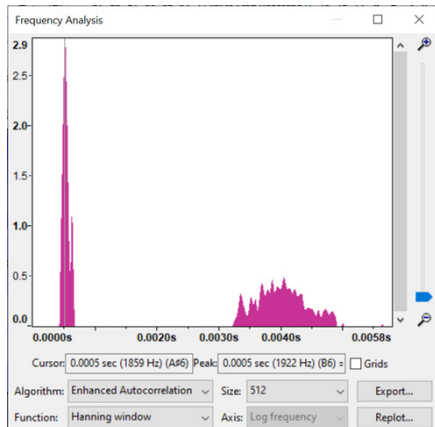 Frequency Analysis
2.9
2.5-
2.0-
1.5-
1.0-
0.5-
0.0
0.0000s 0.0020s 0.0030s 0.0040s 0.0058s
Cursor: 0.0005 sec (1859 Hz) (A#6) Peak: 0.0005 sec (1922 Hz) (B6) = Grids
Algorithm: Enhanced Autocorrelation Size: 512 Export...
Function: Hanning window Axis: Log frequency Replot...